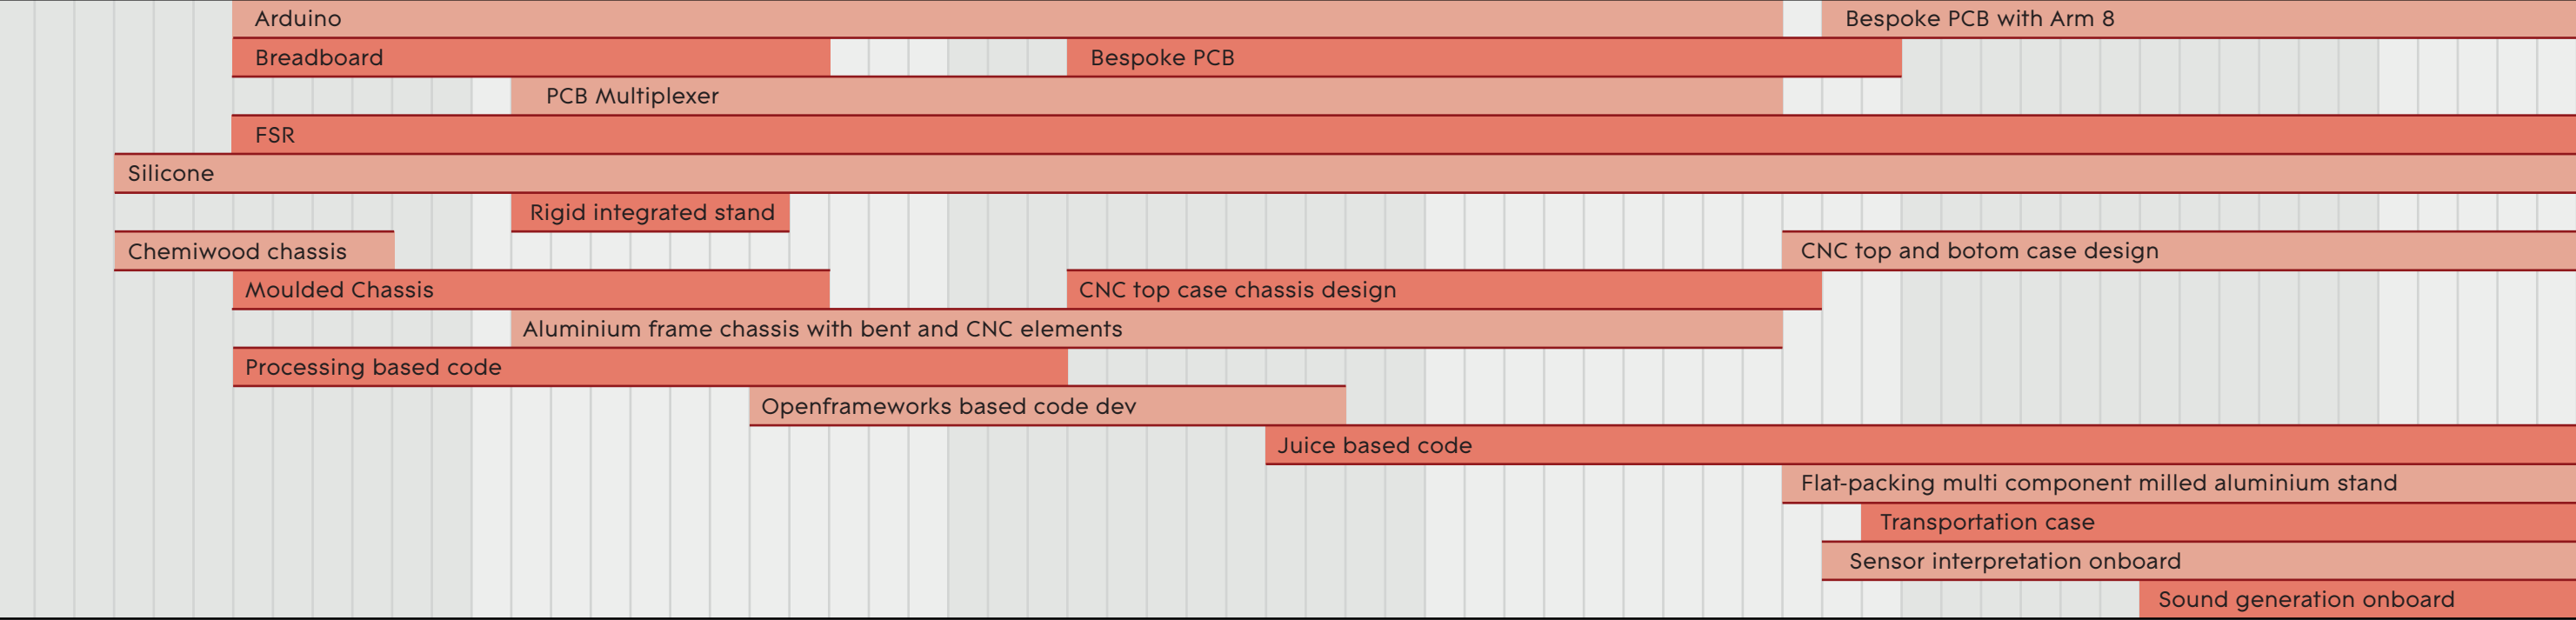 Arduino
Bespoke PCB with Arm 8
Breadboard
Bespoke PCB
PCB Multiplexer
FSR
Silicone
Rigid integrated stand
Chemiwood chassis
CNC top and botom case design
Moulded Chassis
CNC top case chassis design
Aluminium frame chassis with bent and CNC elements
Processing based code
Openframeworks based code dev
Juice based code
Flat-packing multi component milled aluminium stand
Transportation case
Sensor interpretation onboard
Sound generation onboard